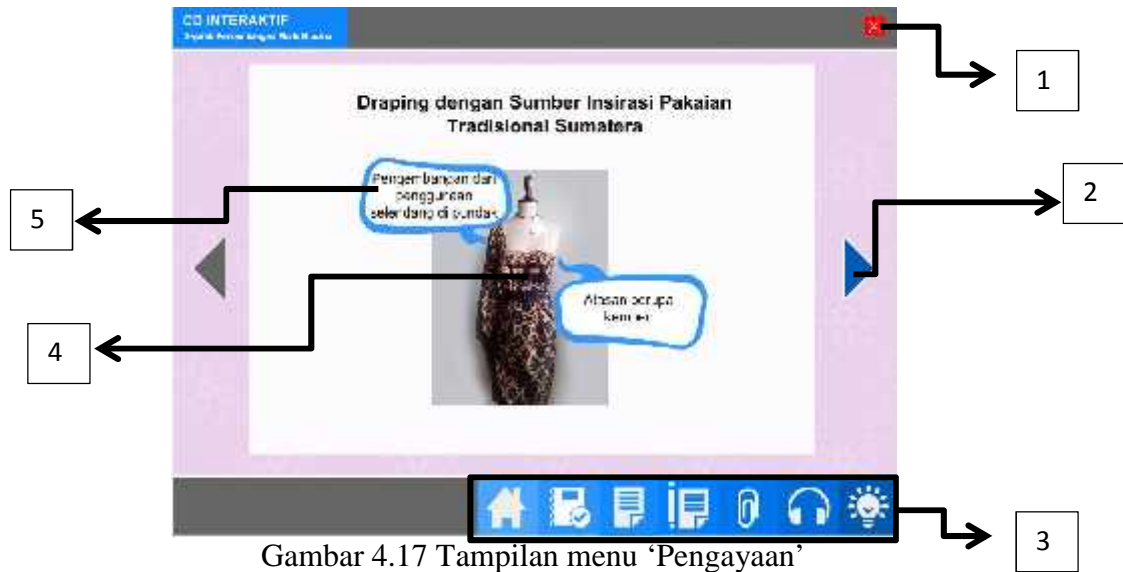 CD INTERAKTIF
Draping dengan Sumber Insirasi Pakaian
Tradisional Sumatera
Pengembangan dari
penggunaan
selendang di pundak
Atasan berupa
kemben
1
2
3
4
5
Gambar 4.17 Tampilan menu ‘Pengayaan’